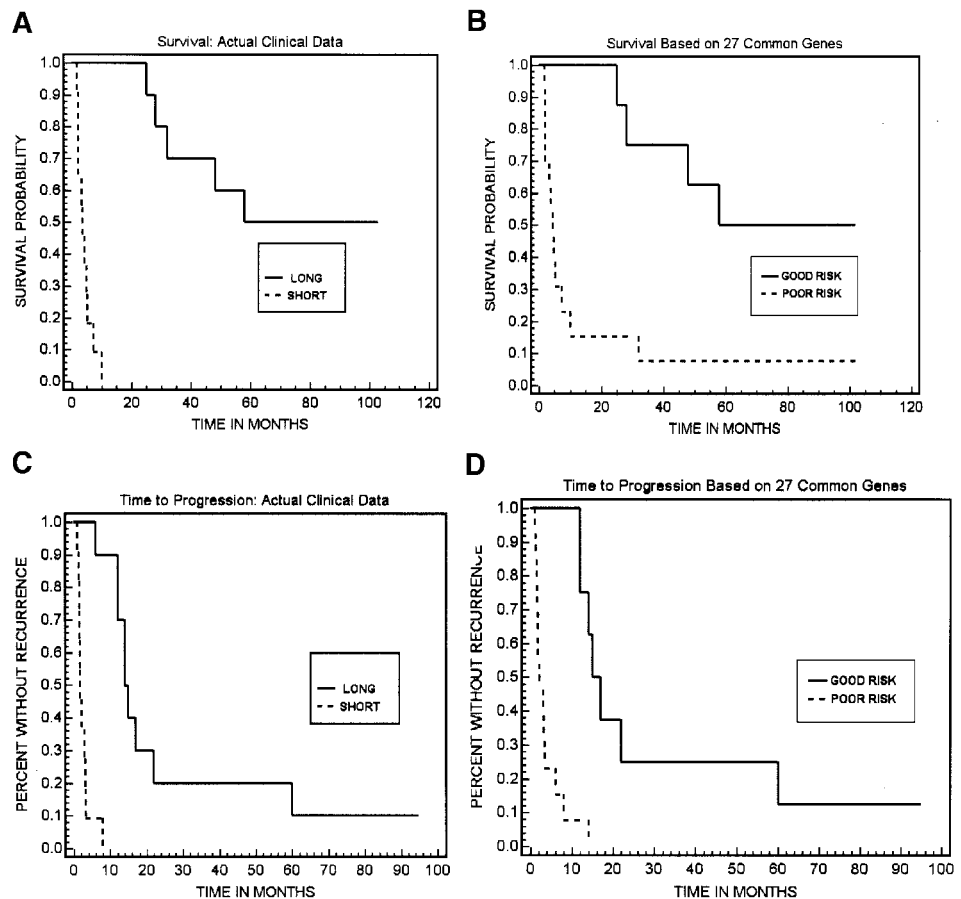 A
Survival: Actual Clinical Data
SURVIVAL PROBABILITY
1.0
0.9
0.8
0.7
0.6
0.5
0.4
0.3
0.2
0.1
0.0
LONG
SHORT
0 20 40 60 80 100 120
TIME IN MONTHS
B
Survival Based on 27 Common Genes
SURVIVAL PROBABILITY
1.0
0.9
0.8
0.7
0.6
0.5
0.4
0.3
0.2
0.1
0.0
GOOD RISK
POOR RISK
0 20 40 60 80 100 120
TIME IN MONTHS
C
Time to Progression: Actual Clinical Data
PERCENT WITHOUT RECURRENCE
1.0
0.9
0.8
0.7
0.6
0.5
0.4
0.3
0.2
0.1
0.0
LONG
SHORT
0 10 20 30 40 50 60 70 80 90 100
TIME IN MONTHS
D
Time to Progression Based on 27 Common Genes
PERCENT WITHOUT RECURRENCE
1.0
0.9
0.8
0.7
0.6
0.5
0.4
0.3
0.2
0.1
0.0
GOOD RISK
POOR RISK
0 10 20 30 40 50 60 70 80 90 100
TIME IN MONTHS